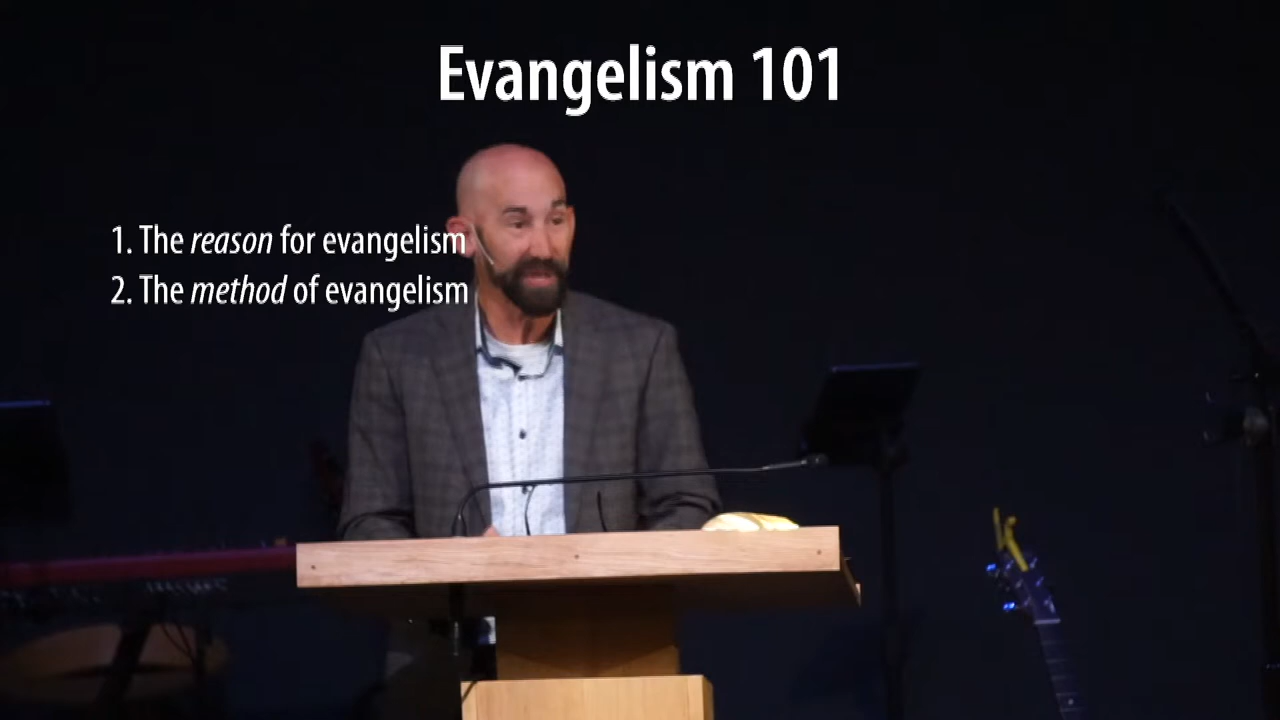 Evangelism 101
1. The reason for evangelism
2. The method of evangelism